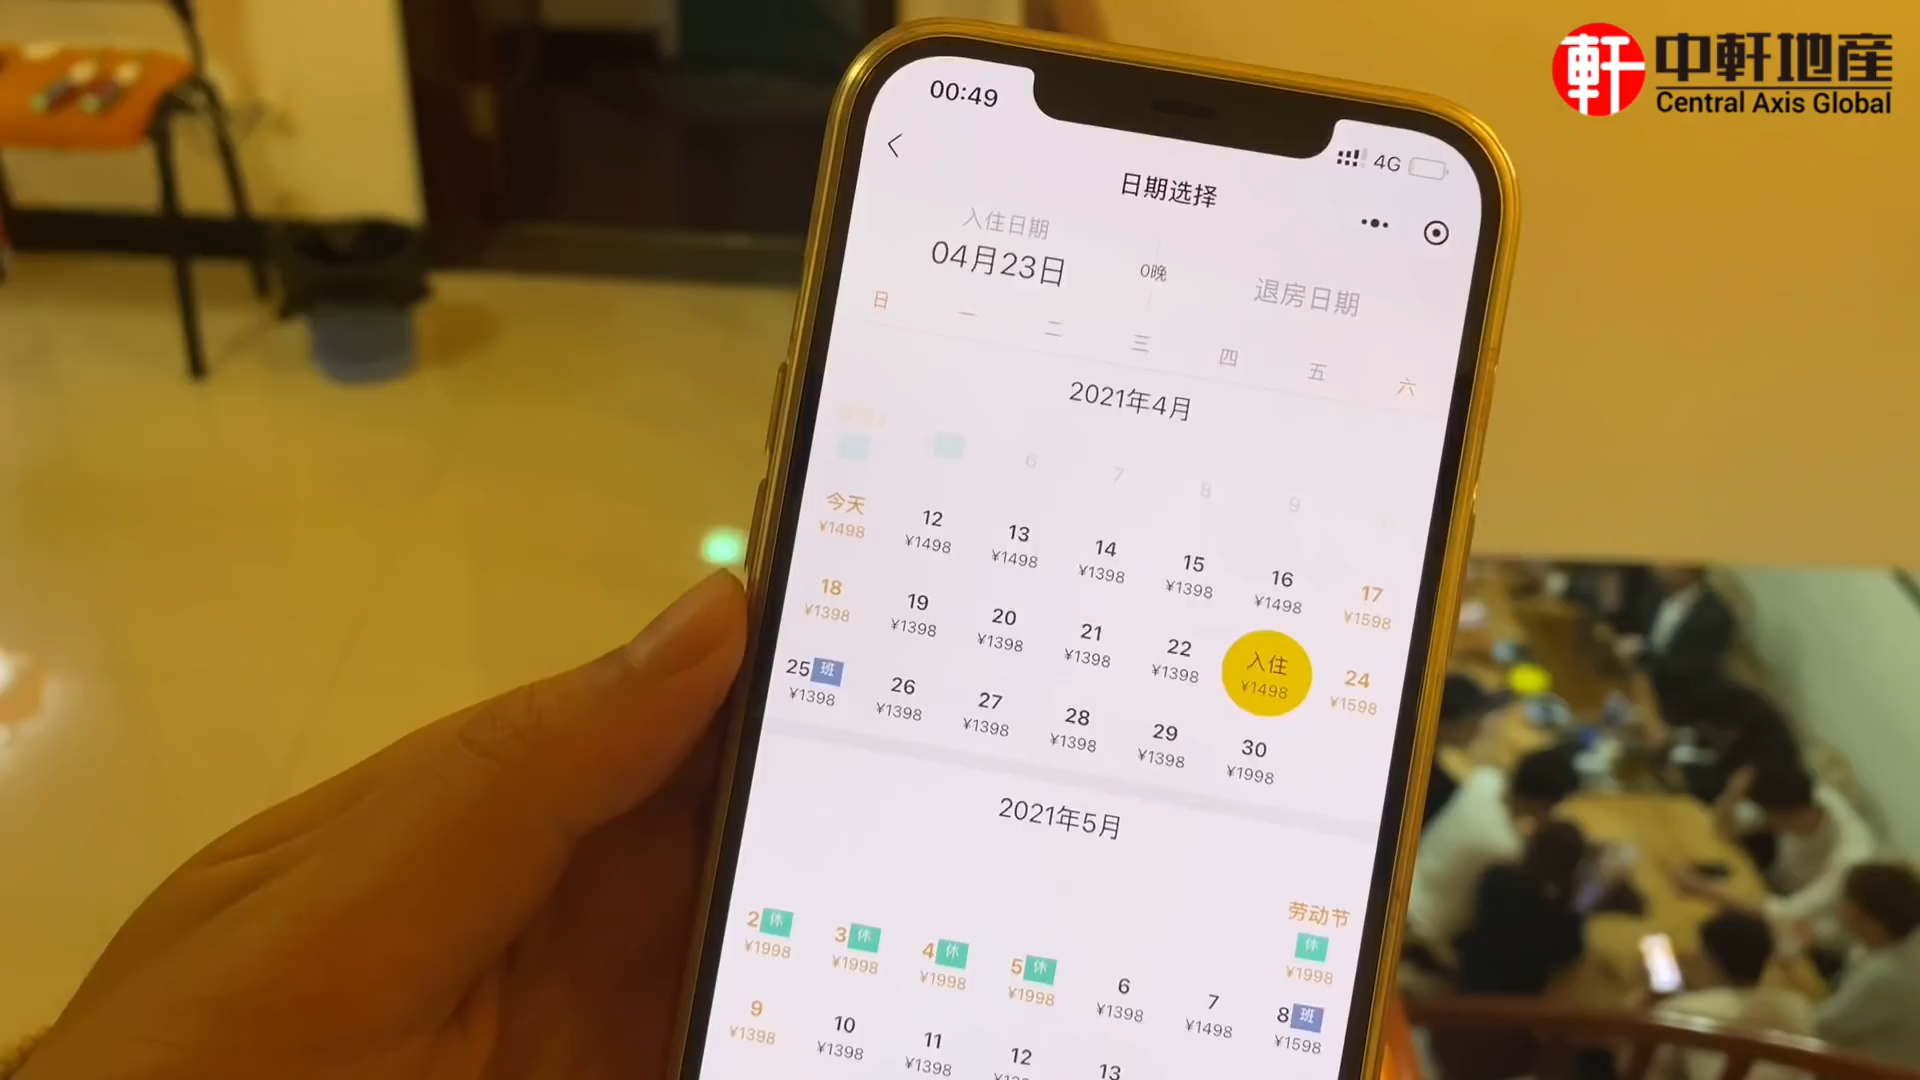 軒 中軒地産
Central Axis Global
00:49
4G
日期选择
入住日期
04月23日
0晚
退房日期
日 一 二 三 四 五 六
2021年4月
6 7 8 9
今天 12 13 14 15 16 17
¥1498 ¥1498 ¥1498 ¥1398 ¥1398 ¥1498 ¥1598
18 19 20 21 22 入住 24
¥1398 ¥1398 ¥1398 ¥1398 ¥1398 ¥1498 ¥1598
25 班 26 27 28 29 30
¥1398 ¥1398 ¥1398 ¥1398 ¥1398 ¥1998
2021年5月
劳动节
休
¥1998
2 休 3 休 4 休 5 休 6 7 8 班
¥1998 ¥1998 ¥1998 ¥1998 ¥1398 ¥1498 ¥1598
9 10 11 12 13
¥1398 ¥1398 ¥1398